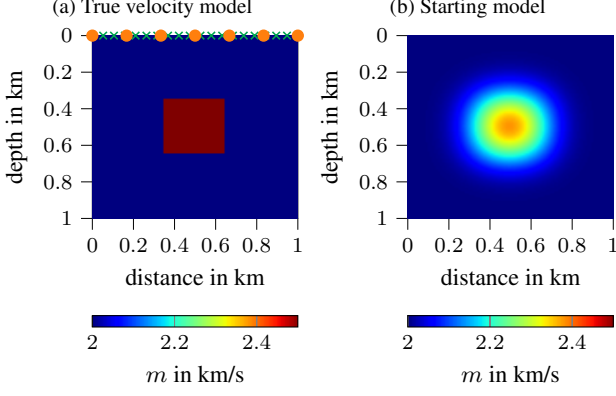 (a) True velocity model
0
0.2
0.4
0.6
0.8
1
depth in km
0 0.2 0.4 0.6 0.8 1
distance in km
2 2.2 2.4
m in km/s
(b) Starting model
0
0.2
0.4
0.6
0.8
1
depth in km
0 0.2 0.4 0.6 0.8 1
distance in km
2 2.2 2.4
m in km/s